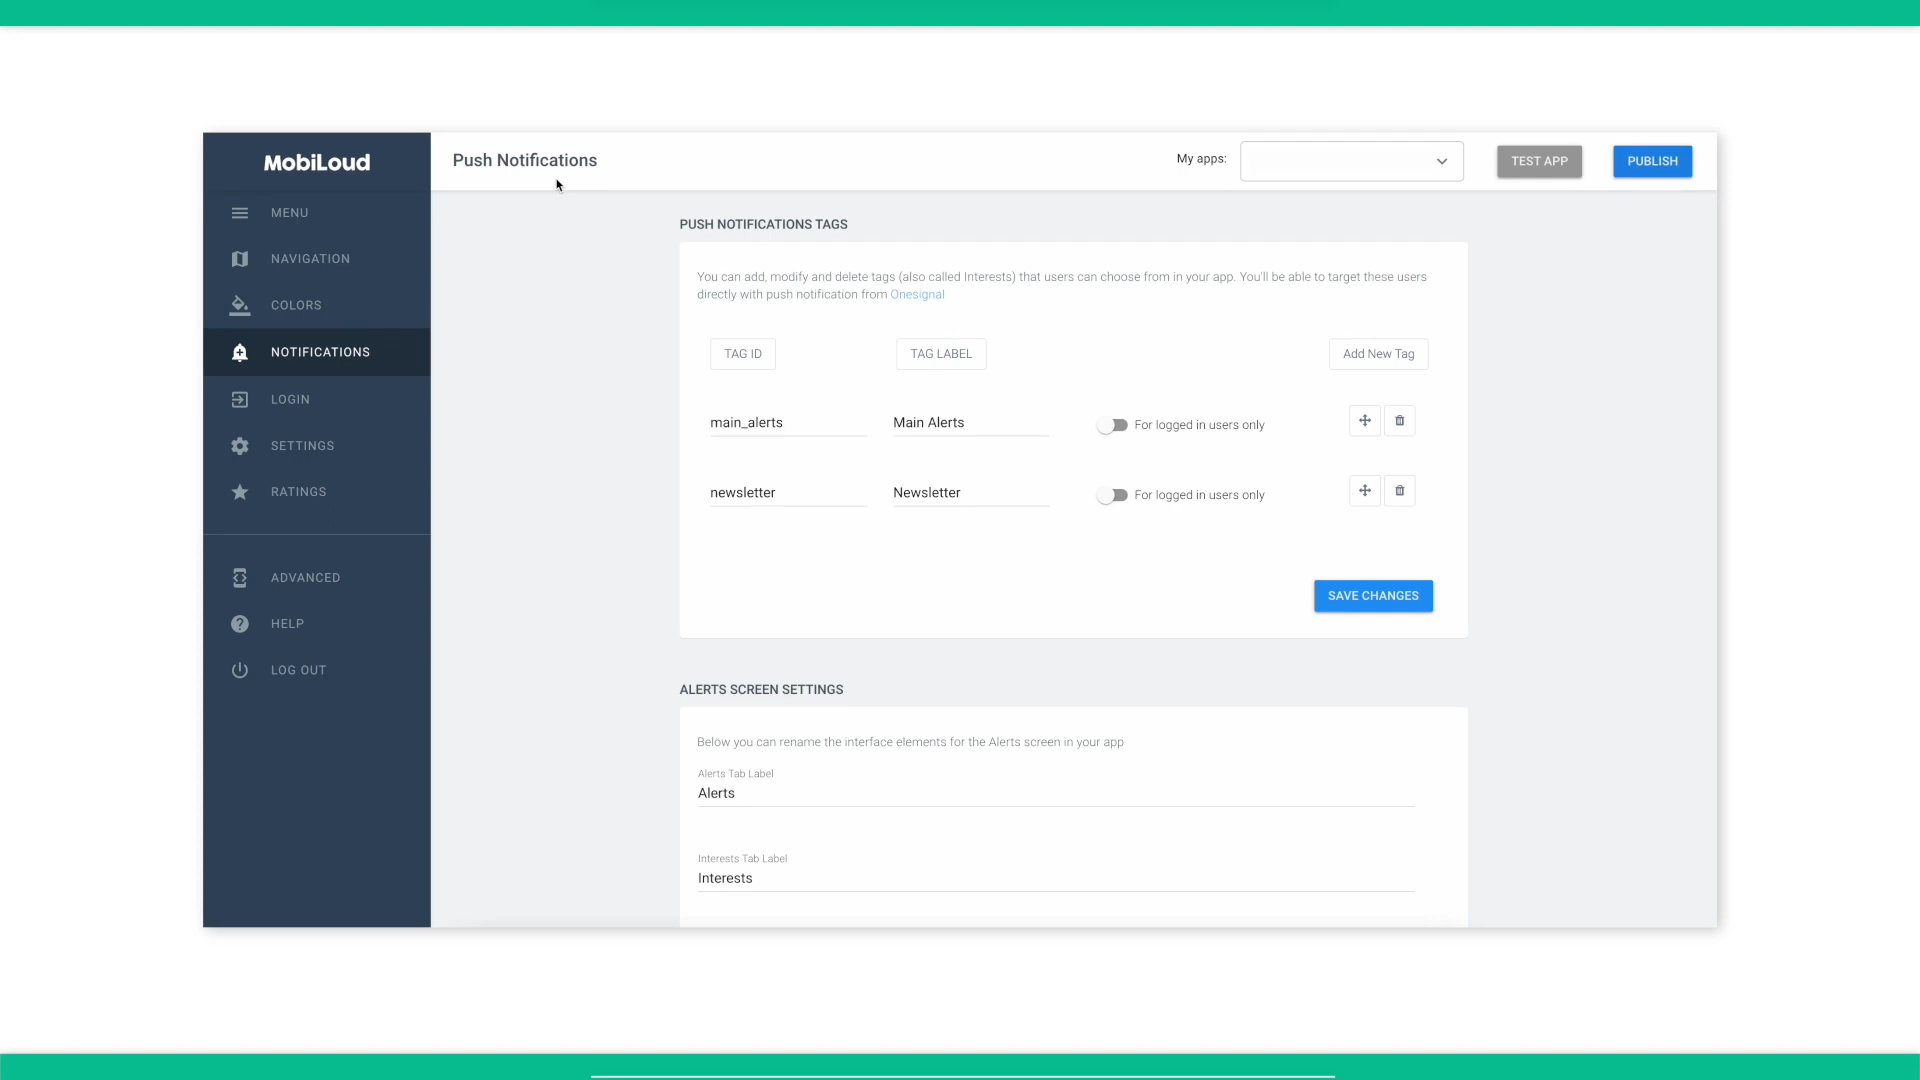 MobiLoud
Push Notifications
My apps:
TEST APP
PUBLISH
MENU
NAVIGATION
COLORS
NOTIFICATIONS
LOGIN
SETTINGS
RATINGS
ADVANCED
HELP
LOG OUT
PUSH NOTIFICATIONS TAGS
You can add, modify and delete tags (also called Interests) that users can choose from in your app. You'll be able to target these users
directly with push notification from Onesignal
TAG ID
TAG LABEL
Add New Tag
main_alerts
Main Alerts
For logged in users only
newsletter
Newsletter
For logged in users only
SAVE CHANGES
ALERTS SCREEN SETTINGS
Below you can rename the interface elements for the Alerts screen in your app
Alerts Tab Label
Alerts
Interests Tab Label
Interests